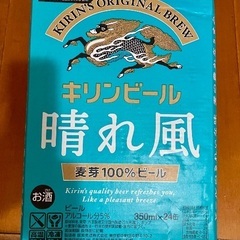 KIRIN'S ORIGINAL BREW
キリンビール
晴れ風
麦芽100%ビール
Kirin's quality beer refreshes you,
Like a pleasant breeze.
お酒
ビール
アルコール分5%
350ml×24缶